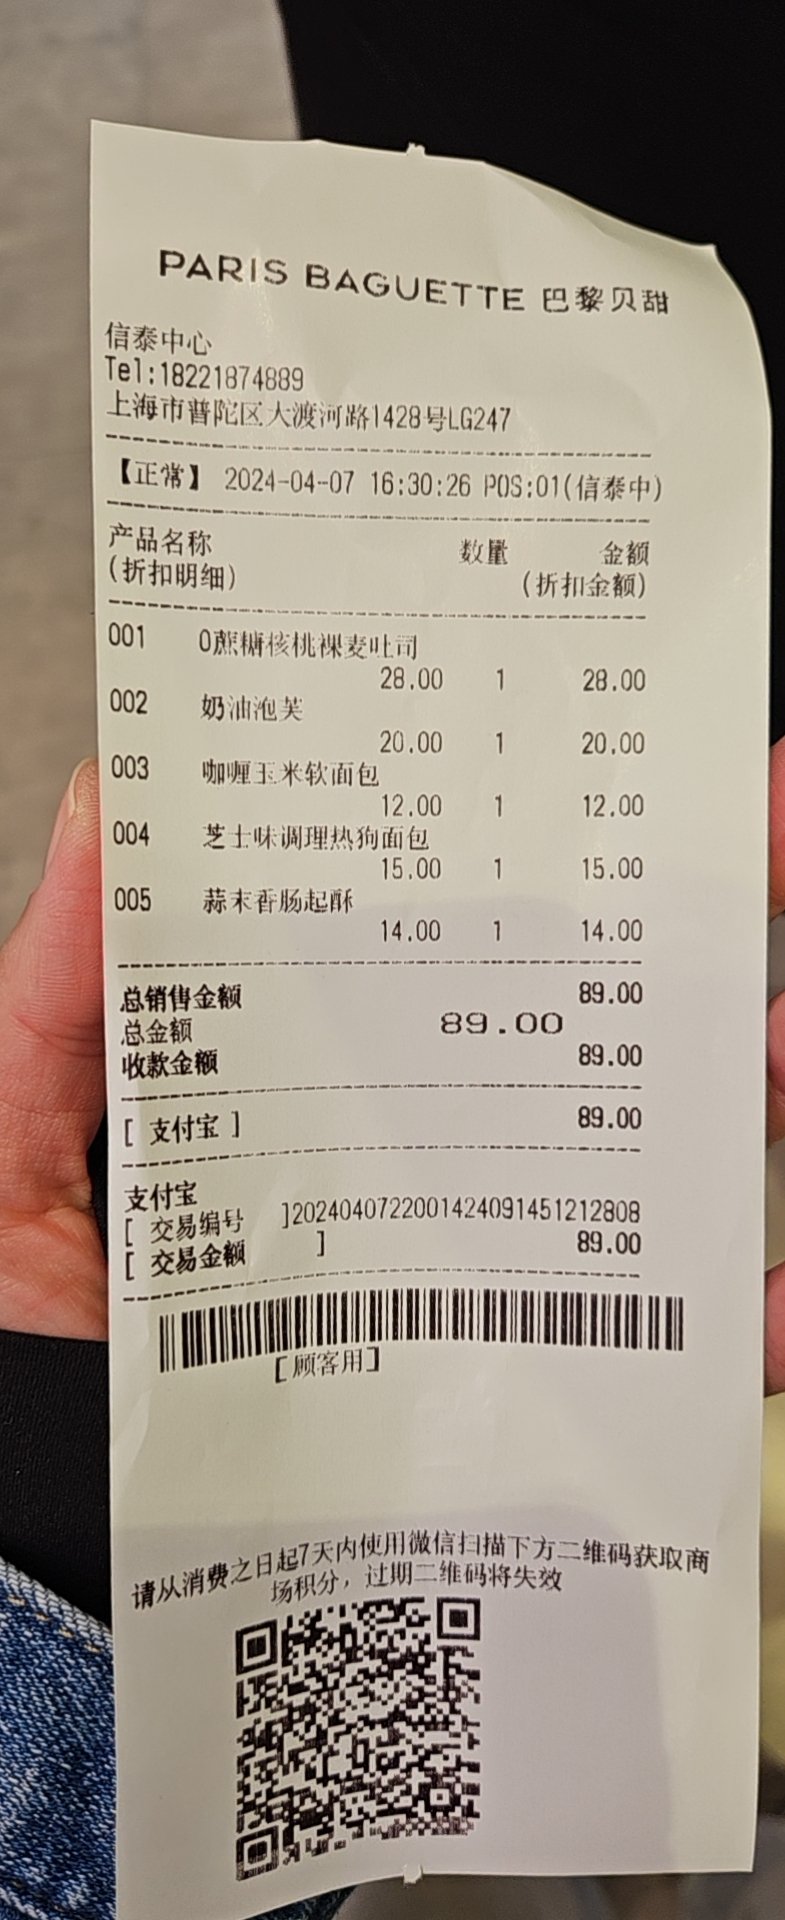 PARIS BAGUETTE 巴黎贝甜
信泰中心
Tel:18221874889
上海市普陀区大渡河路1428号LG247
【正常】 2024-04-07 16:30:26 POS:01(信泰中)
产品名称 数量 金额
(折扣明细) (折扣金额)
001 0蔗糖核桃裸麦吐司
28.00 1 28.00
002 奶油泡芙
20.00 1 20.00
003 咖喱玉米软面包
12.00 1 12.00
004 芝士味调理热狗面包
15.00 1 15.00
005 蒜末香肠起酥
14.00 1 14.00
总销售金额 89.00
总金额 89.00
收款金额 89.00
[ 支付宝 ] 89.00
支付宝
[ 交易编号 ]2024040722001424091451212808
[ 交易金额 ] 89.00
[顾客用]
请从消费之日起7天内使用微信扫描下方二维码获取商
场积分，过期二维码将失效